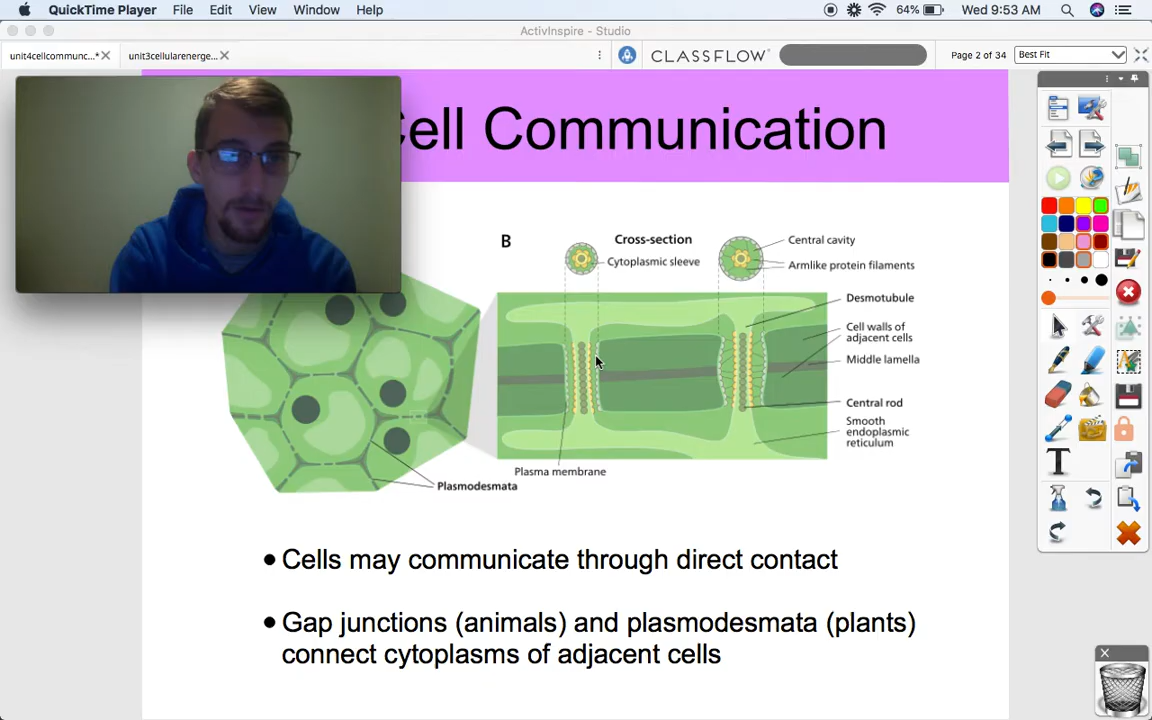 QuickTime Player File Edit View Window Help 64% Wed 9:53 AM
ActivInspire - Studio
unit4cellcommunc...* unit3cellularenerge... CLASSFLOW Page 2 of 34 Best Fit
Cell Communication
B Cross-section
Cytoplasmic sleeve
Central cavity
Armlike protein filaments
Desmotubule
Cell walls of
adjacent cells
Middle lamella
Central rod
Smooth
endoplasmic
reticulum
Plasma membrane
Plasmodesmata
• Cells may communicate through direct contact
• Gap junctions (animals) and plasmodesmata (plants)
connect cytoplasms of adjacent cells